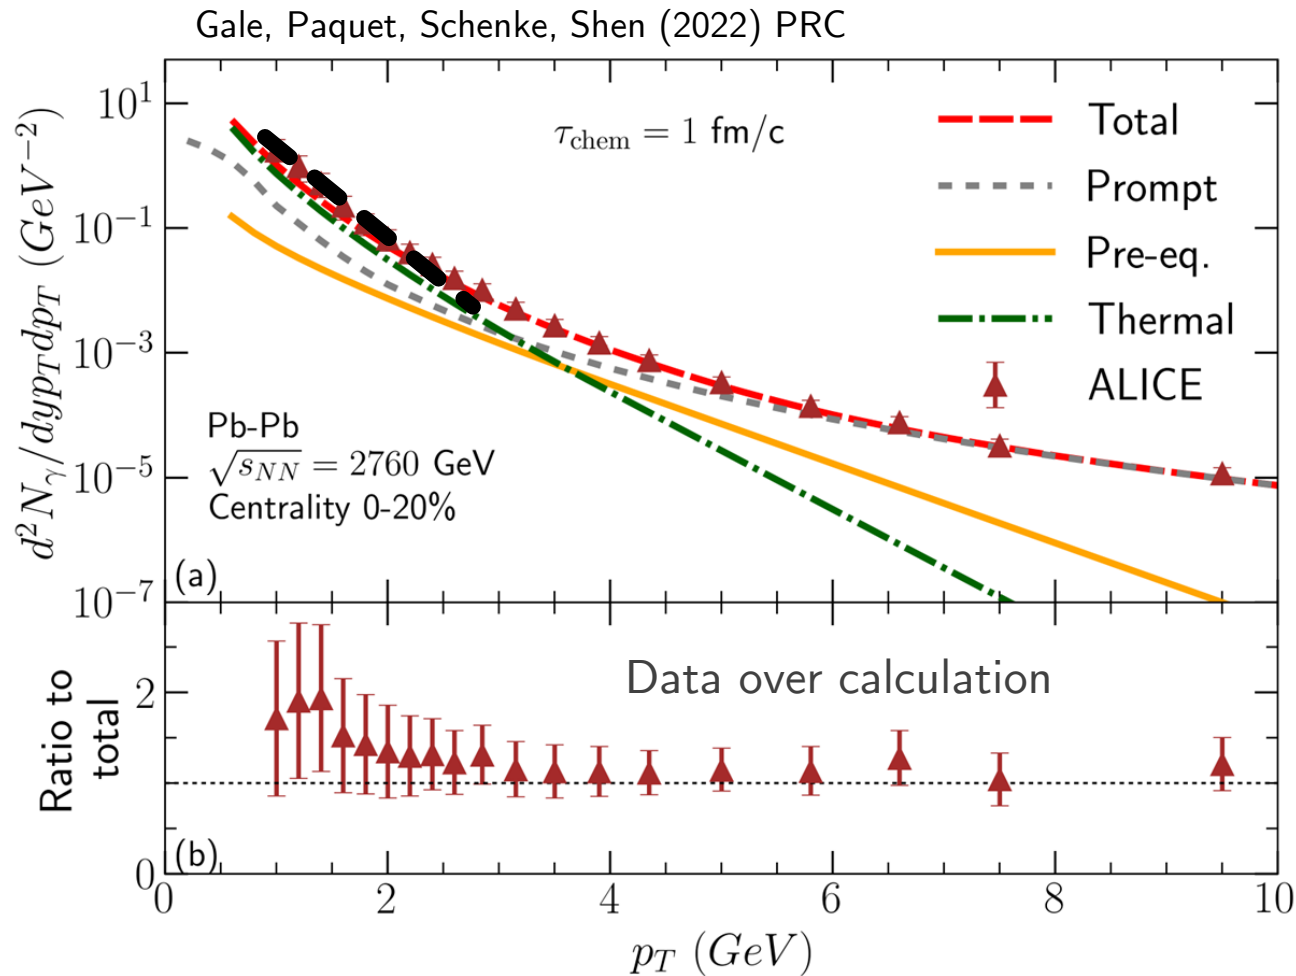 Gale, Paquet, Schenke, Shen (2022) PRC
d²N_γ/dyp_Tdp_T (GeV⁻²)
10¹
10⁻¹
10⁻³
10⁻⁵
10⁻⁷
τ_chem = 1 fm/c
Total
Prompt
Pre-eq.
Thermal
ALICE
Pb-Pb
√s_NN = 2760 GeV
Centrality 0-20%
(a)
Ratio to
total
2
0
Data over calculation
(b)
0 2 4 6 8 10
p_T (GeV)